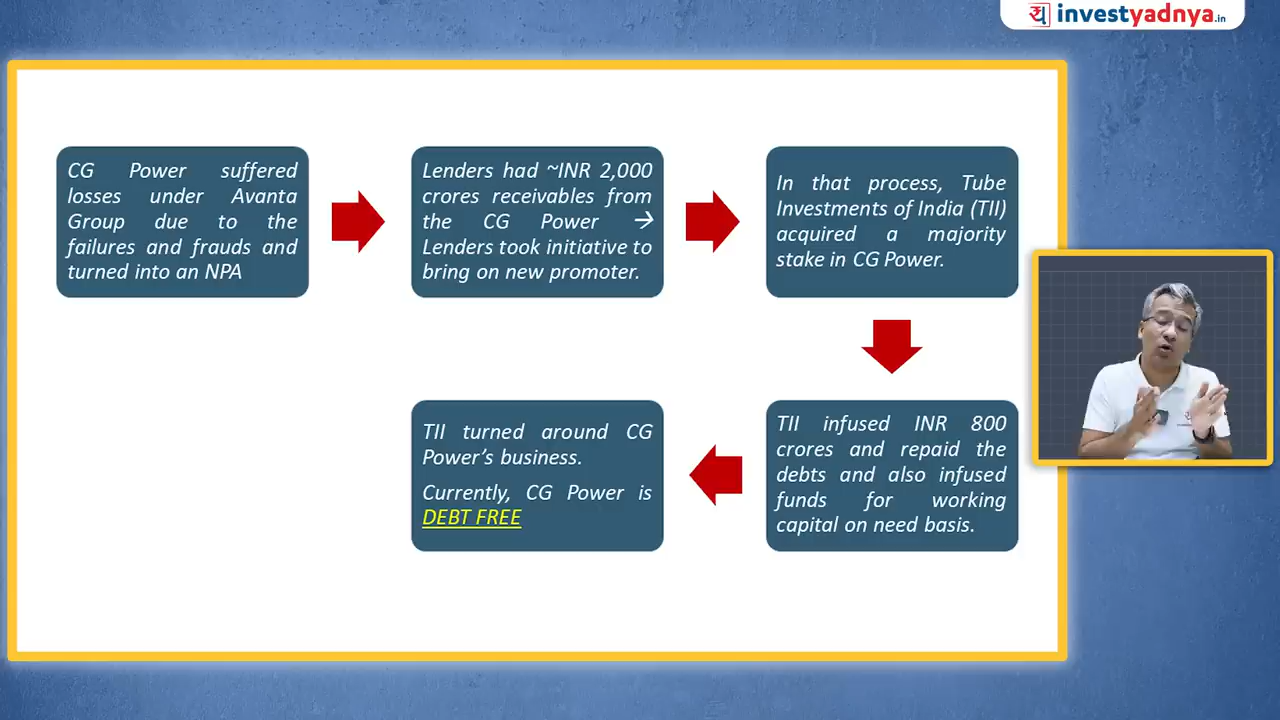 य investyadnya.in
CG Power suffered
losses under Avanta
Group due to the
failures and frauds and
turned into an NPA
Lenders had ~INR 2,000
crores receivables from
the CG Power →
Lenders took initiative to
bring on new promoter.
In that process, Tube
Investments of India (TII)
acquired a majority
stake in CG Power.
TII infused INR 800
crores and repaid the
debts and also infused
funds for working
capital on need basis.
TII turned around CG
Power’s business.
Currently, CG Power is
DEBT FREE